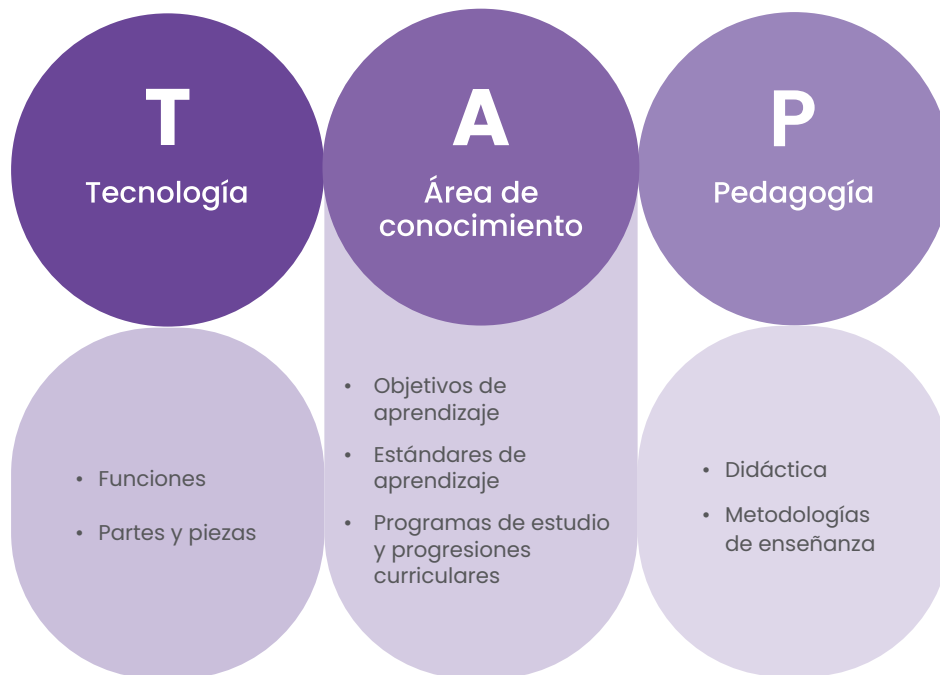 T
Tecnología
• Funciones
• Partes y piezas
A
Área de
conocimiento
• Objetivos de
aprendizaje
• Estándares de
aprendizaje
• Programas de estudio
y progresiones
curriculares
P
Pedagogía
• Didáctica
• Metodologías
de enseñanza